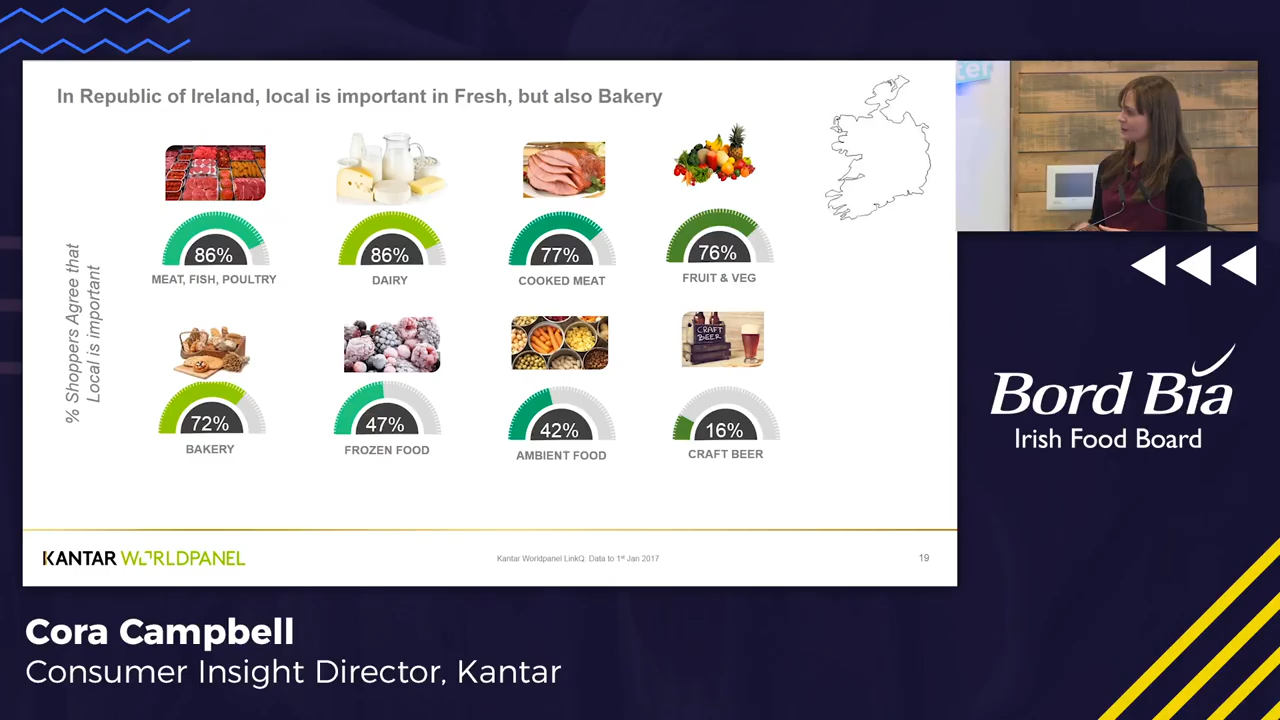 In Republic of Ireland, local is important in Fresh, but also Bakery
% Shoppers Agree that
Local is important
86%
MEAT, FISH, POULTRY
86%
DAIRY
77%
COOKED MEAT
76%
FRUIT & VEG
CRAFT
BEER
72%
BAKERY
47%
FROZEN FOOD
42%
AMBIENT FOOD
16%
CRAFT BEER
KANTAR WORLDPANEL
Kantar Worldpanel LinkQ: Data to 1st Jan 2017
19
Bord Bia
Irish Food Board
Cora Campbell
Consumer Insight Director, Kantar